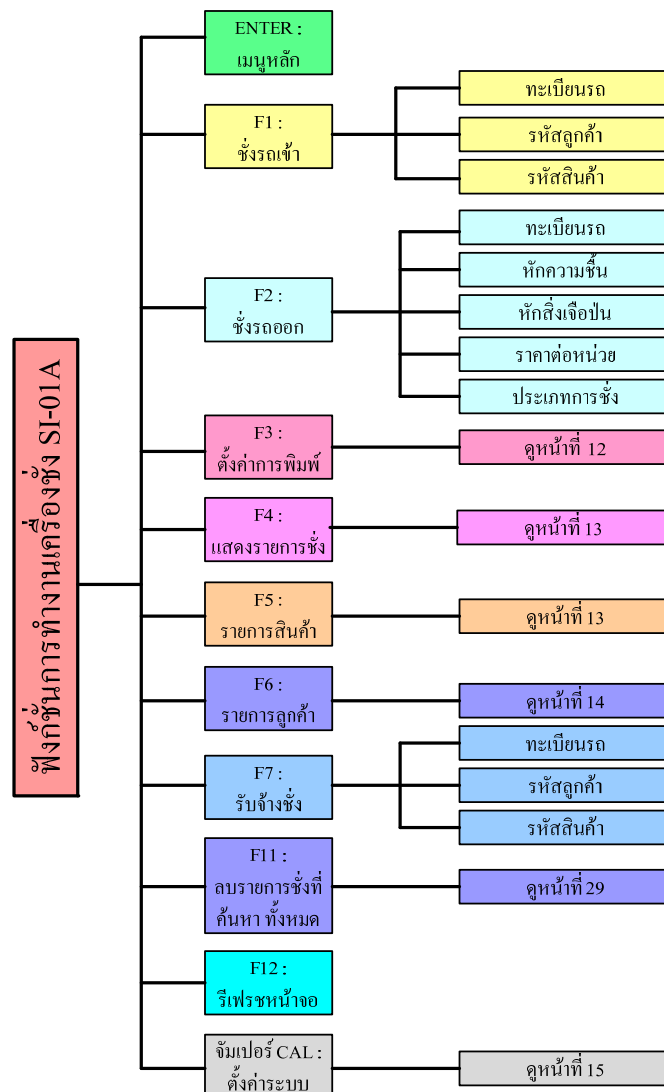 ฟังก์ชั่นการทำงานเครื่องชั่ง SI-01A
ENTER :
เมนูหลัก
F1 :
ชั่งรถเข้า
ทะเบียนรถ
รหัสลูกค้า
รหัสสินค้า
F2 :
ชั่งรถออก
ทะเบียนรถ
หักความชื้น
หักสิ่งเจือปน
ราคาต่อหน่วย
ประเภทการชั่ง
F3 :
ตั้งค่าการพิมพ์
ดูหน้าที่ 12
F4 :
แสดงรายการชั่ง
ดูหน้าที่ 13
F5 :
รายการสินค้า
ดูหน้าที่ 13
F6 :
รายการลูกค้า
ดูหน้าที่ 14
F7 :
รับจ้างชั่ง
ทะเบียนรถ
รหัสลูกค้า
รหัสสินค้า
F11 :
ลบรายการชั่งที่
ค้นหา ทั้งหมด
ดูหน้าที่ 29
F12 :
รีเฟรชหน้าจอ
จัมเปอร์ CAL :
ตั้งค่าระบบ
ดูหน้าที่ 15